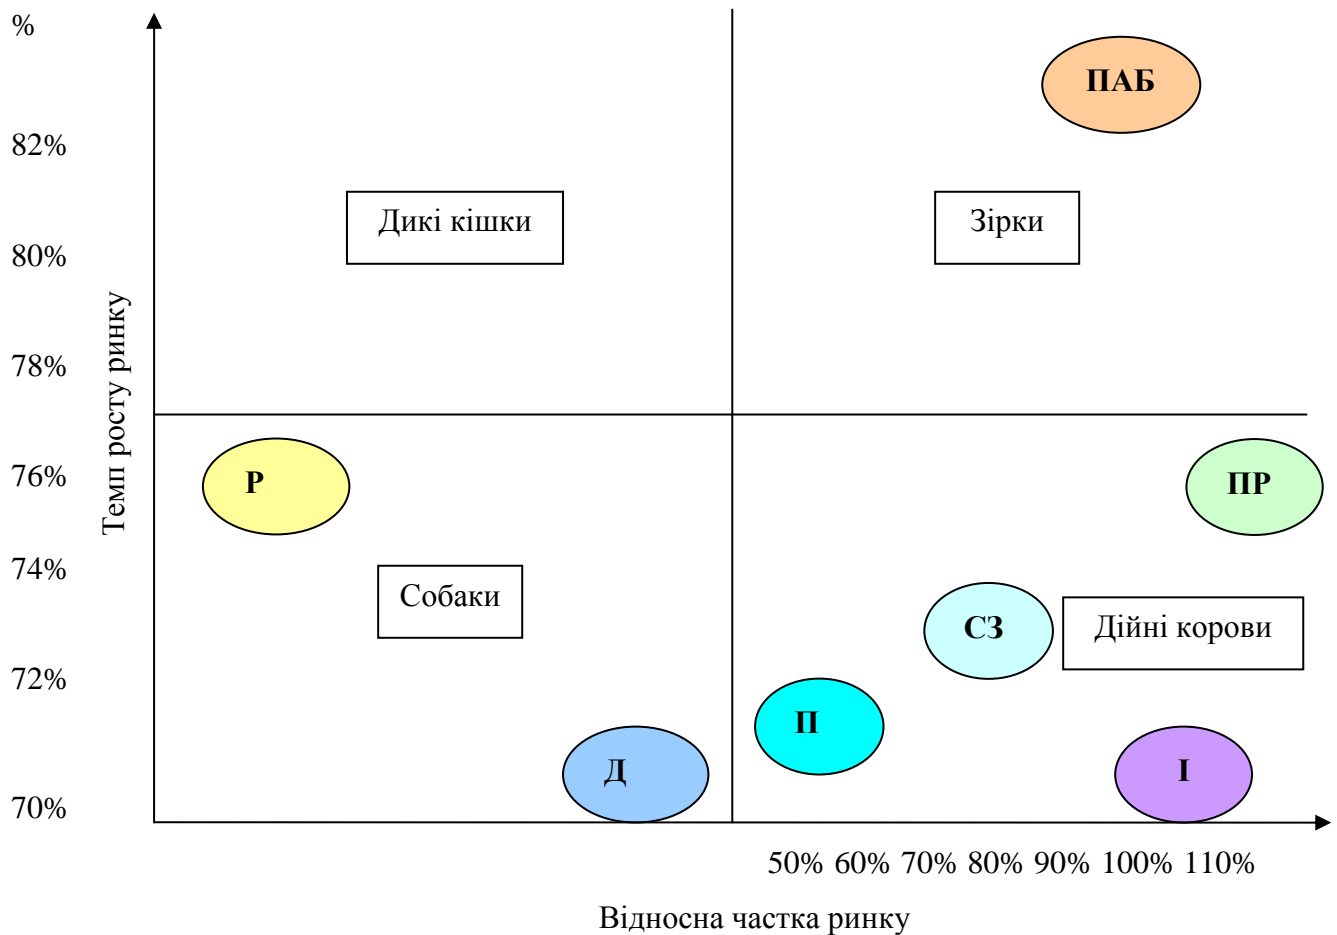 %
ПАБ
82%
Дикі кішки
Зірки
80%
78%
Темп росту ринку
76%
Р
ПР
74%
Собаки
СЗ
Дійні корови
72%
П
Д
І
70%
50% 60% 70% 80% 90% 100% 110%
Відносна частка ринку